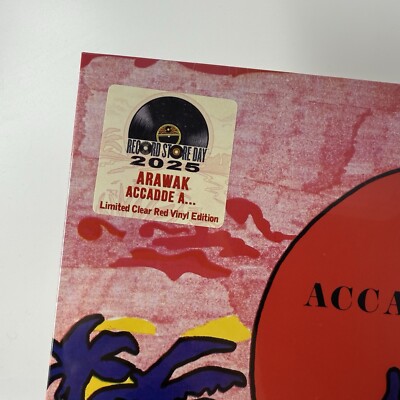 RECORD STORE DAY
2025
ARAWAK
ACCADDE A...
Limited Clear Red Vinyl Edition
ACCA